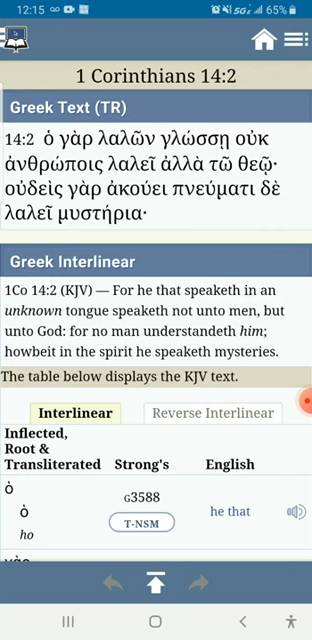 12:15 5GE 65%
1 Corinthians 14:2
Greek Text (TR)
14:2 ὁ γὰρ λαλῶν γλώσσῃ οὐκ
ἀνθρώποις λαλεῖ ἀλλὰ τῶ θεῷ·
οὐδεὶς γὰρ ἀκούει πνεύματι δὲ
λαλεῖ μυστήρια·
Greek Interlinear
1Co 14:2 (KJV) — For he that speaketh in an
unknown tongue speaketh not unto men, but
unto God: for no man understandeth him;
howbeit in the spirit he speaketh mysteries.
The table below displays the KJV text.
Interlinear Reverse Interlinear
Inflected,
Root &
Transliterated Strong's English
ὁ
ὁ
ho
G3588
T-NSM
he that